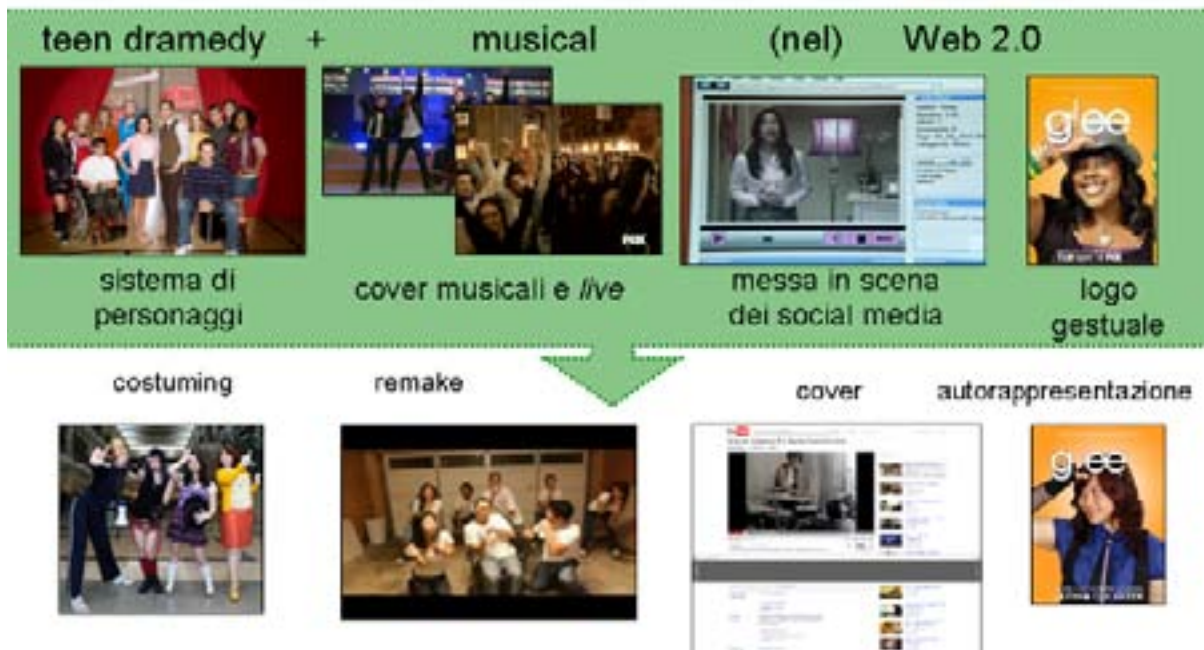 teen dramedy + musical (nel) Web 2.0
glee
FOX
sistema di
personaggi
cover musicali e live
messa in scena
dei social media
logo
gestuale
costuming
remake
cover
autorappresentazione
glee